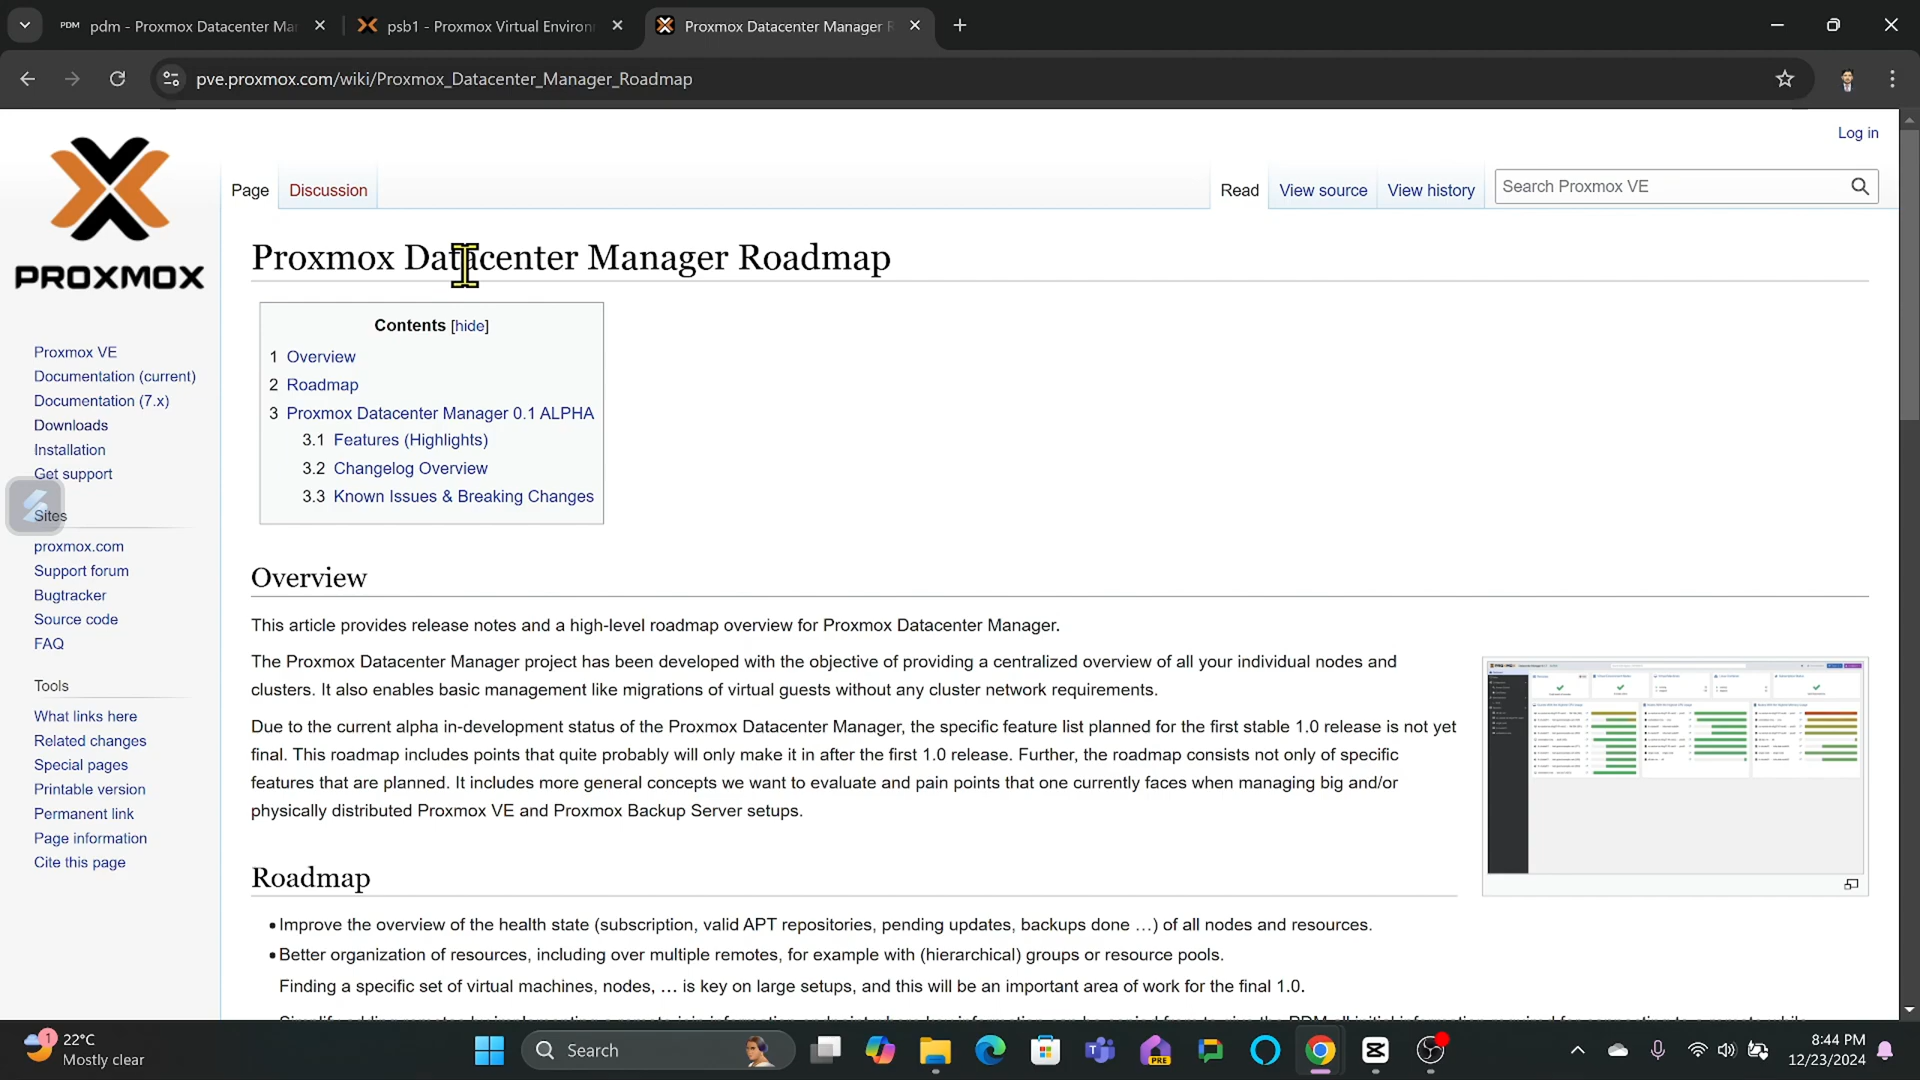 PDM pdm - Proxmox Datacenter Mar
psb1 - Proxmox Virtual Environ
Proxmox Datacenter Manager R
pve.proxmox.com/wiki/Proxmox_Datacenter_Manager_Roadmap
Log in
PROXMOX
Page Discussion Read View source View history Search Proxmox VE
Proxmox Datacenter Manager Roadmap
Contents [hide]
1 Overview
2 Roadmap
3 Proxmox Datacenter Manager 0.1 ALPHA
3.1 Features (Highlights)
3.2 Changelog Overview
3.3 Known Issues & Breaking Changes
Proxmox VE
Documentation (current)
Documentation (7.x)
Downloads
Installation
Get support
Sites
proxmox.com
Support forum
Bugtracker
Source code
FAQ
Tools
What links here
Related changes
Special pages
Printable version
Permanent link
Page information
Cite this page
Overview
This article provides release notes and a high-level roadmap overview for Proxmox Datacenter Manager.
The Proxmox Datacenter Manager project has been developed with the objective of providing a centralized overview of all your individual nodes and
clusters. It also enables basic management like migrations of virtual guests without any cluster network requirements.
Due to the current alpha in-development status of the Proxmox Datacenter Manager, the specific feature list planned for the first stable 1.0 release is not yet
final. This roadmap includes points that quite probably will only make it in after the first 1.0 release. Further, the roadmap consists not only of specific
features that are planned. It includes more general concepts we want to evaluate and pain points that one currently faces when managing big and/or
physically distributed Proxmox VE and Proxmox Backup Server setups.
Roadmap
• Improve the overview of the health state (subscription, valid APT repositories, pending updates, backups done …) of all nodes and resources.
• Better organization of resources, including over multiple remotes, for example with (hierarchical) groups or resource pools.
Finding a specific set of virtual machines, nodes, … is key on large setups, and this will be an important area of work for the final 1.0.
1
22°C
Mostly clear
Search
PRE
8:44 PM
12/23/2024